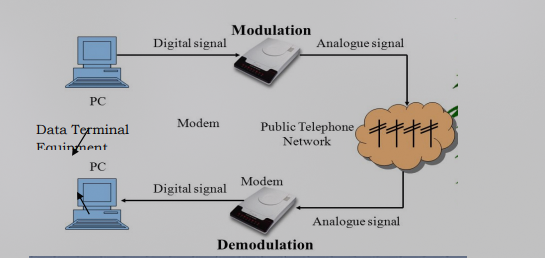 Modulation
Digital signal
Analogue signal
PC
Modem
Data Terminal
Equipment
Public Telephone
Network
PC
Digital signal
Modem
Analogue signal
Demodulation